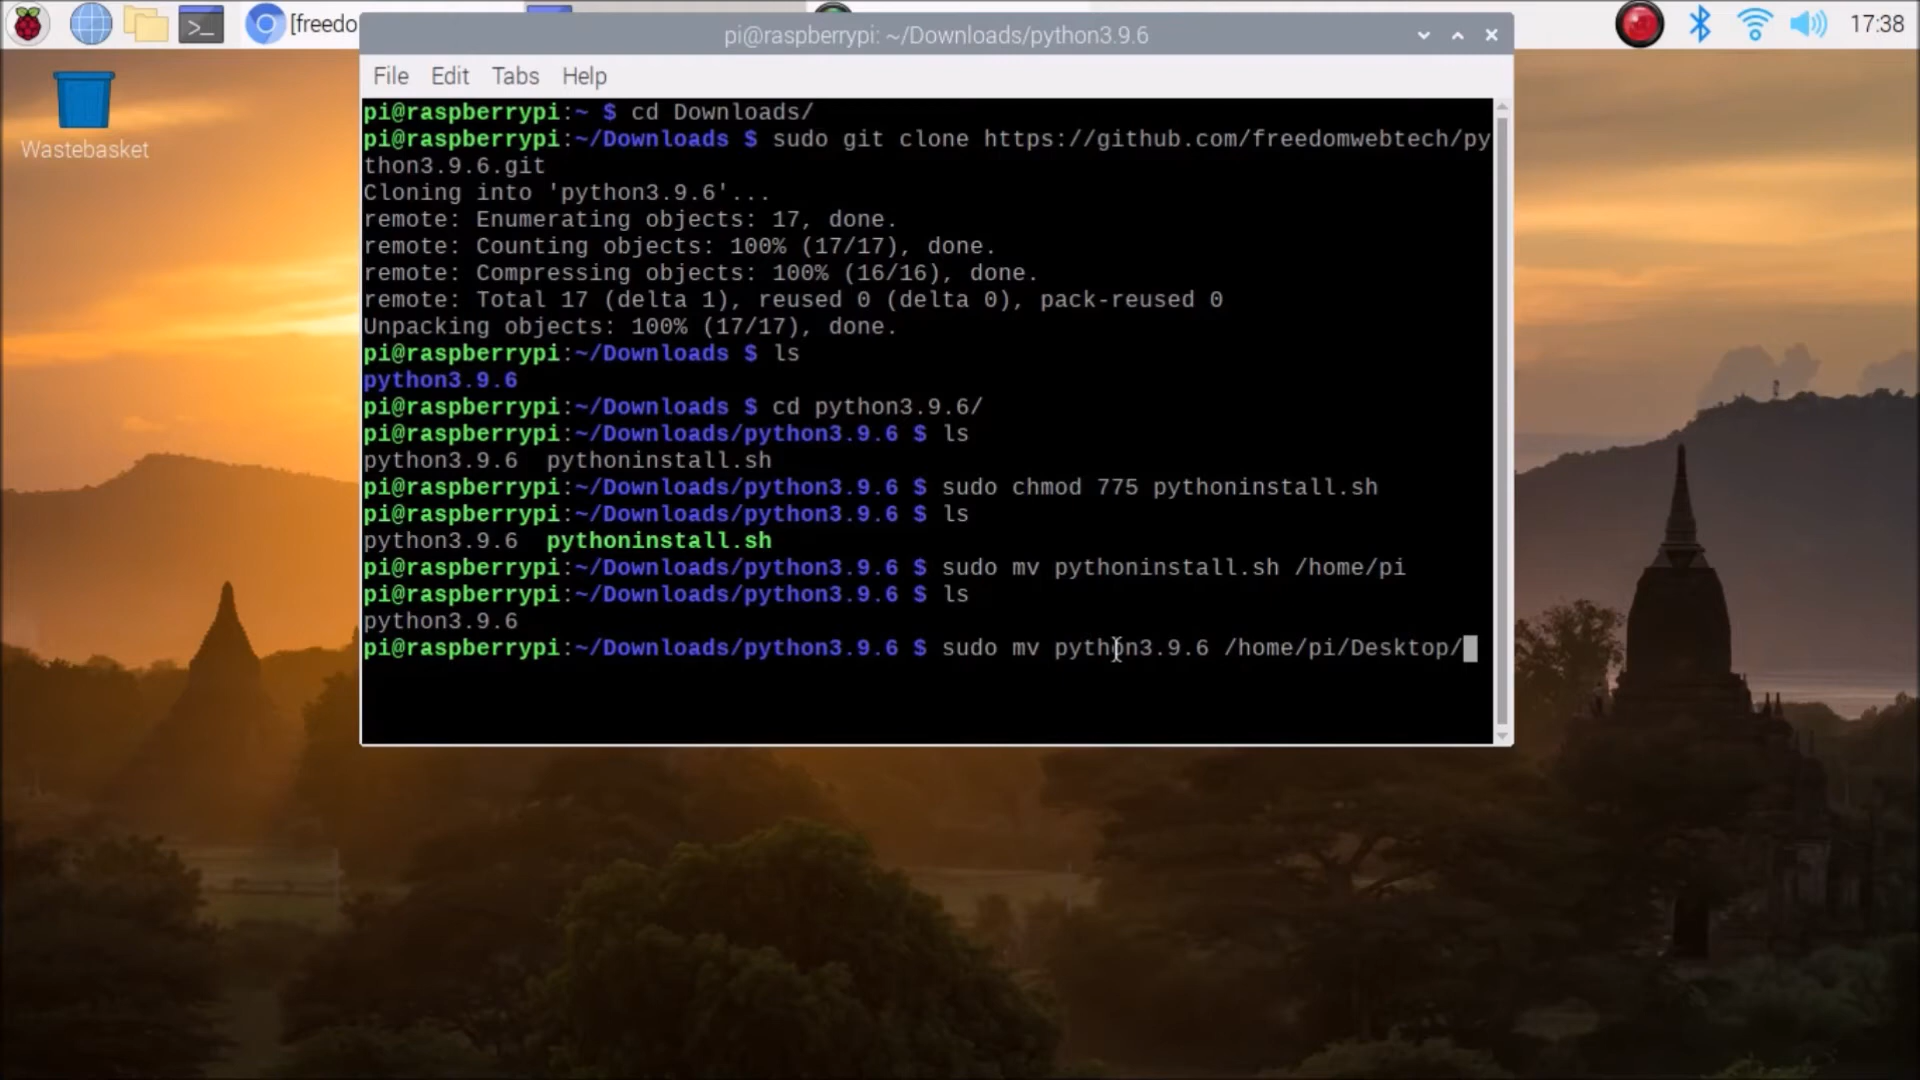 [freedo
pi@raspberrypi: ~/Downloads/python3.9.6
17:38
File Edit Tabs Help
Wastebasket
pi@raspberrypi:~ $ cd Downloads/
pi@raspberrypi:~/Downloads $ sudo git clone https://github.com/freedomwebtech/py
thon3.9.6.git
Cloning into 'python3.9.6'...
remote: Enumerating objects: 17, done.
remote: Counting objects: 100% (17/17), done.
remote: Compressing objects: 100% (16/16), done.
remote: Total 17 (delta 1), reused 0 (delta 0), pack-reused 0
Unpacking objects: 100% (17/17), done.
pi@raspberrypi:~/Downloads $ ls
python3.9.6
pi@raspberrypi:~/Downloads $ cd python3.9.6/
pi@raspberrypi:~/Downloads/python3.9.6 $ ls
python3.9.6  pythoninstall.sh
pi@raspberrypi:~/Downloads/python3.9.6 $ sudo chmod 775 pythoninstall.sh
pi@raspberrypi:~/Downloads/python3.9.6 $ ls
python3.9.6  pythoninstall.sh
pi@raspberrypi:~/Downloads/python3.9.6 $ sudo mv pythoninstall.sh /home/pi
pi@raspberrypi:~/Downloads/python3.9.6 $ ls
python3.9.6
pi@raspberrypi:~/Downloads/python3.9.6 $ sudo mv python3.9.6 /home/pi/Desktop/